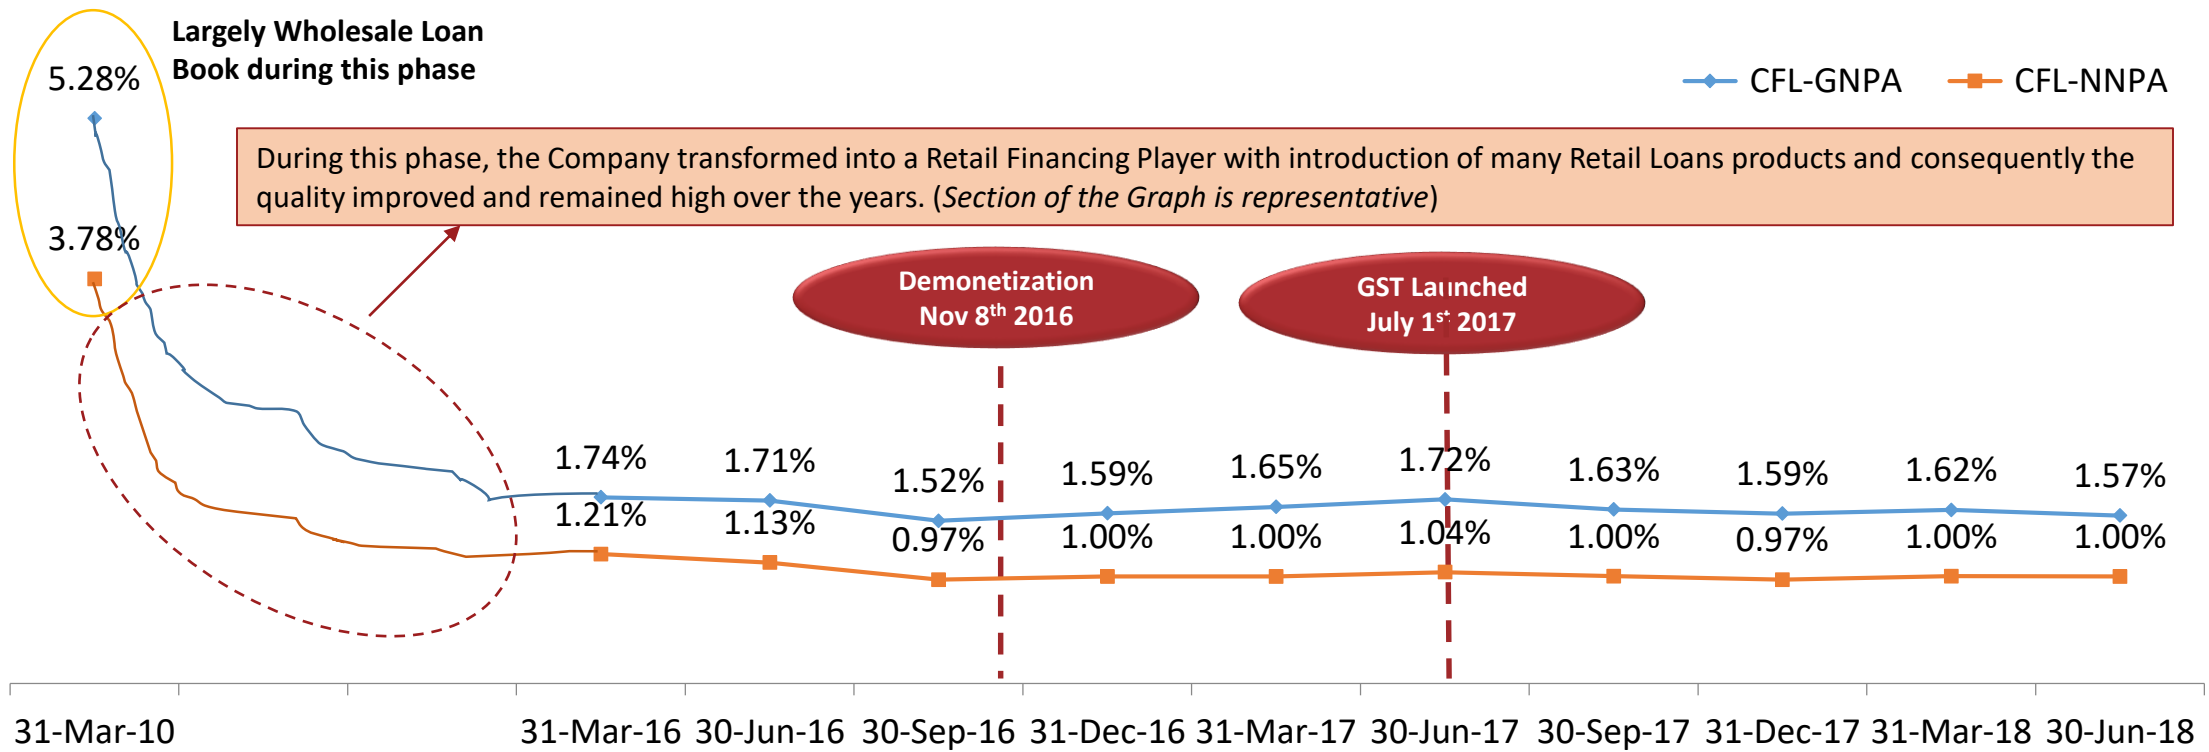 Largely Wholesale Loan
Book during this phase
5.28%
3.78%
CFL-GNPA
CFL-NNPA
During this phase, the Company transformed into a Retail Financing Player with introduction of many Retail Loans products and consequently the
quality improved and remained high over the years. (Section of the Graph is representative)
Demonetization
Nov 8th 2016
GST Launched
July 1st 2017
1.74% 1.71% 1.52% 1.59% 1.65% 1.72% 1.63% 1.59% 1.62% 1.57%
1.21% 1.13% 0.97% 1.00% 1.00% 1.04% 1.00% 0.97% 1.00% 1.00%
31-Mar-10 31-Mar-16 30-Jun-16 30-Sep-16 31-Dec-16 31-Mar-17 30-Jun-17 30-Sep-17 31-Dec-17 31-Mar-18 30-Jun-18